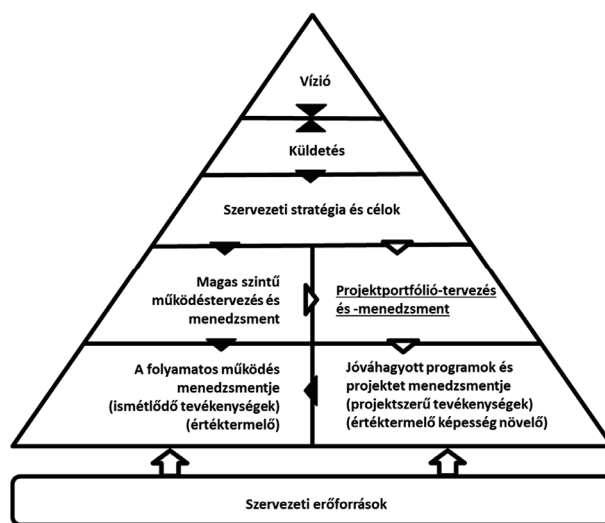 Vízió
Küldetés
Szervezeti stratégia és célok
Magas szintű
működéstervezés és
menedzsment
Projektportfólió-tervezés
és -menedzsment
A folyamatos működés
menedzsmentje
(ismétlődő tevékenységek)
(értéktermelő)
Jóváhagyott programok és
projektet menedzsmentje
(projektszerű tevékenységek)
(értéktermelő képesség növelő)
Szervezeti erőforrások